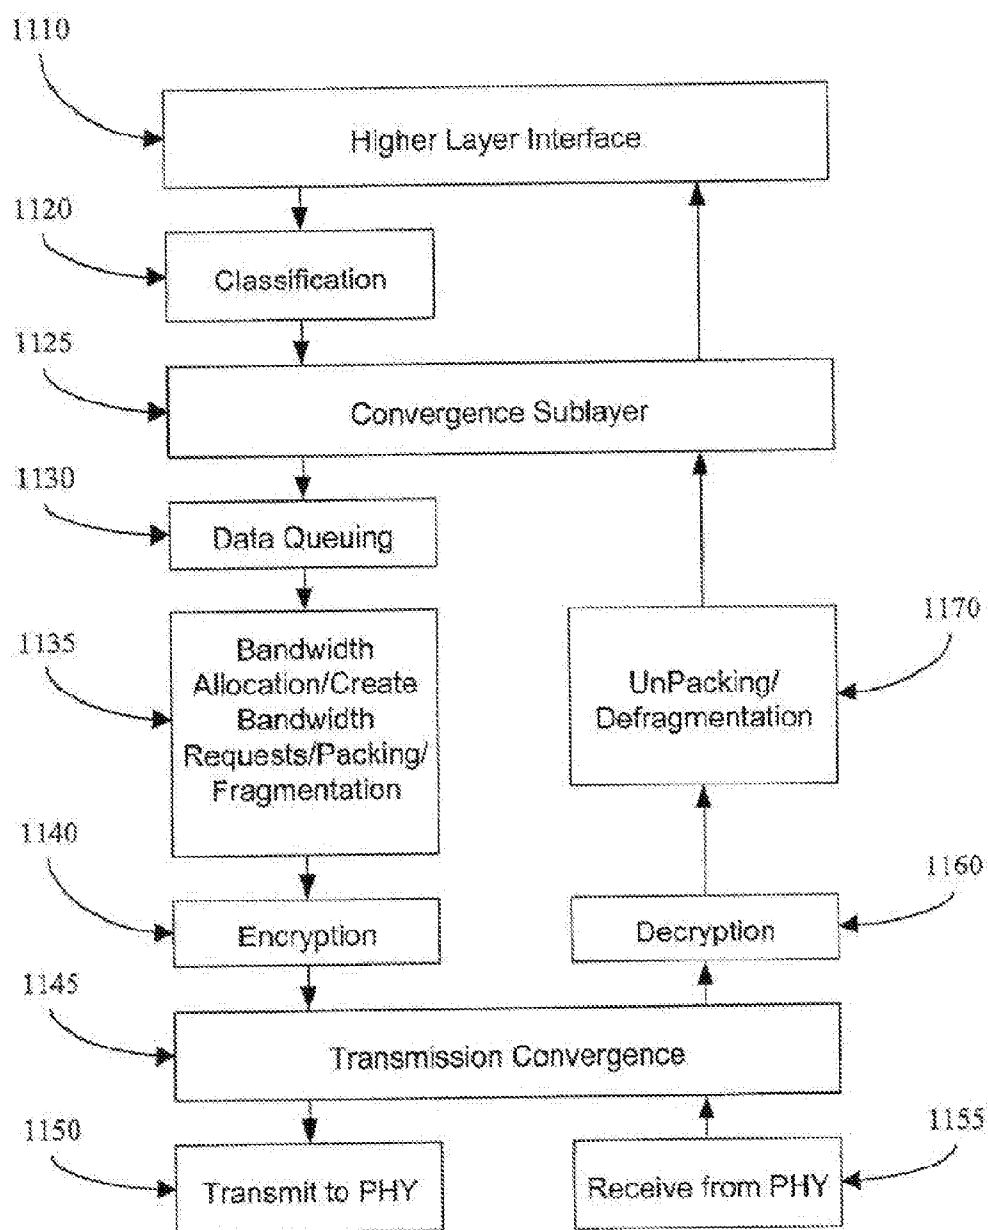 1110
Higher Layer Interface
1120
Classification
1125
Convergence Sublayer
1130
Data Queuing
1135
Bandwidth
Allocation/Create
Bandwidth
Requests/Packing/
Fragmentation
1170
UnPacking/
Defragmentation
1140
Encryption
1160
Decryption
1145
Transmission Convergence
1150
Transmit to PHY
1155
Receive from PHY